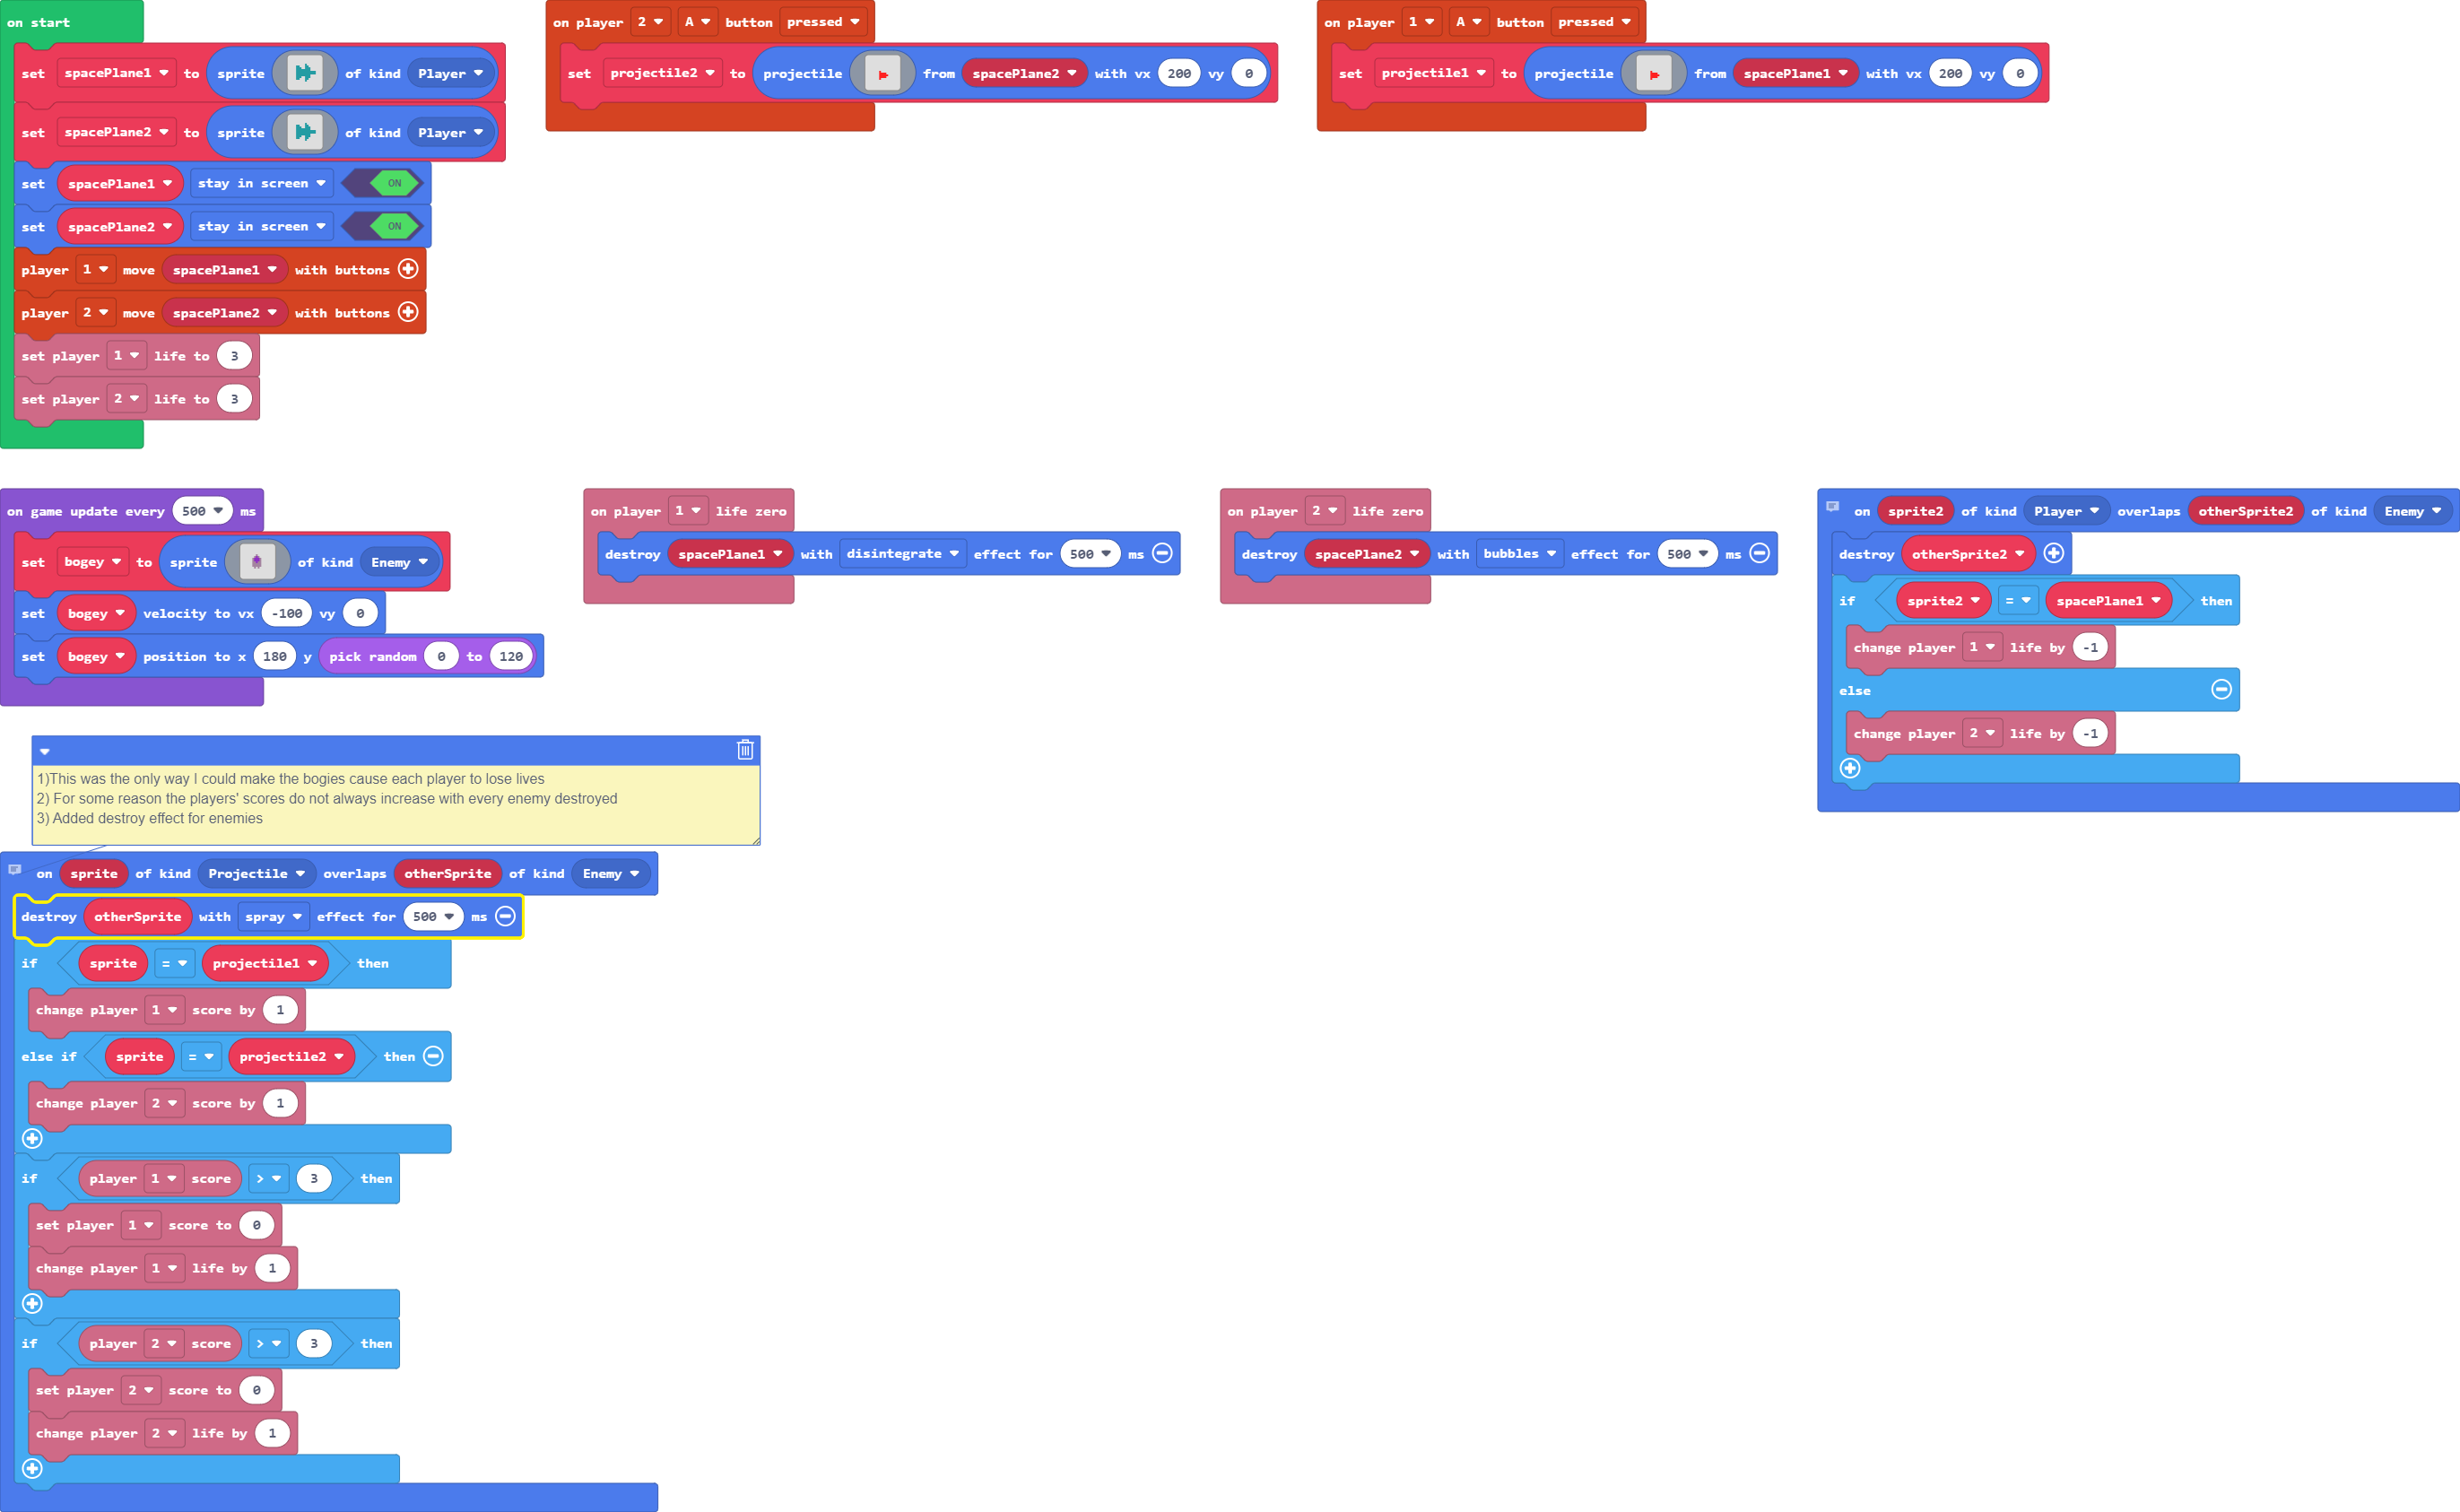 on start
set spacePlane1 to sprite of kind Player
set spacePlane2 to sprite of kind Player
set spacePlane1 stay in screen ON
set spacePlane2 stay in screen ON
player 1 move spacePlane1 with buttons
player 2 move spacePlane2 with buttons
set player 1 life to 3
set player 2 life to 3
on player 2 A button pressed
set projectile2 to projectile from spacePlane2 with vx 200 vy 0
on player 1 A button pressed
set projectile1 to projectile from spacePlane1 with vx 200 vy 0
on game update every 500 ms
set bogey to sprite of kind Enemy
set bogey velocity to vx -100 vy 0
set bogey position to x 180 y pick random 0 to 120
on player 1 life zero
destroy spacePlane1 with disintegrate effect for 500 ms
on player 2 life zero
destroy spacePlane2 with bubbles effect for 500 ms
on sprite2 of kind Player overlaps otherSprite2 of kind Enemy
destroy otherSprite2
if sprite2 = spacePlane1 then
change player 1 life by -1
else
change player 2 life by -1
1)This was the only way I could make the bogies cause each player to lose lives
2) For some reason the players' scores do not always increase with every enemy destroyed
3) Added destroy effect for enemies
on sprite of kind Projectile overlaps otherSprite of kind Enemy
destroy otherSprite with spray effect for 500 ms
if sprite = projectile1 then
change player 1 score by 1
else if sprite = projectile2 then
change player 2 score by 1
if player 1 score > 3 then
set player 1 score to 0
change player 1 life by 1
if player 2 score > 3 then
set player 2 score to 0
change player 2 life by 1